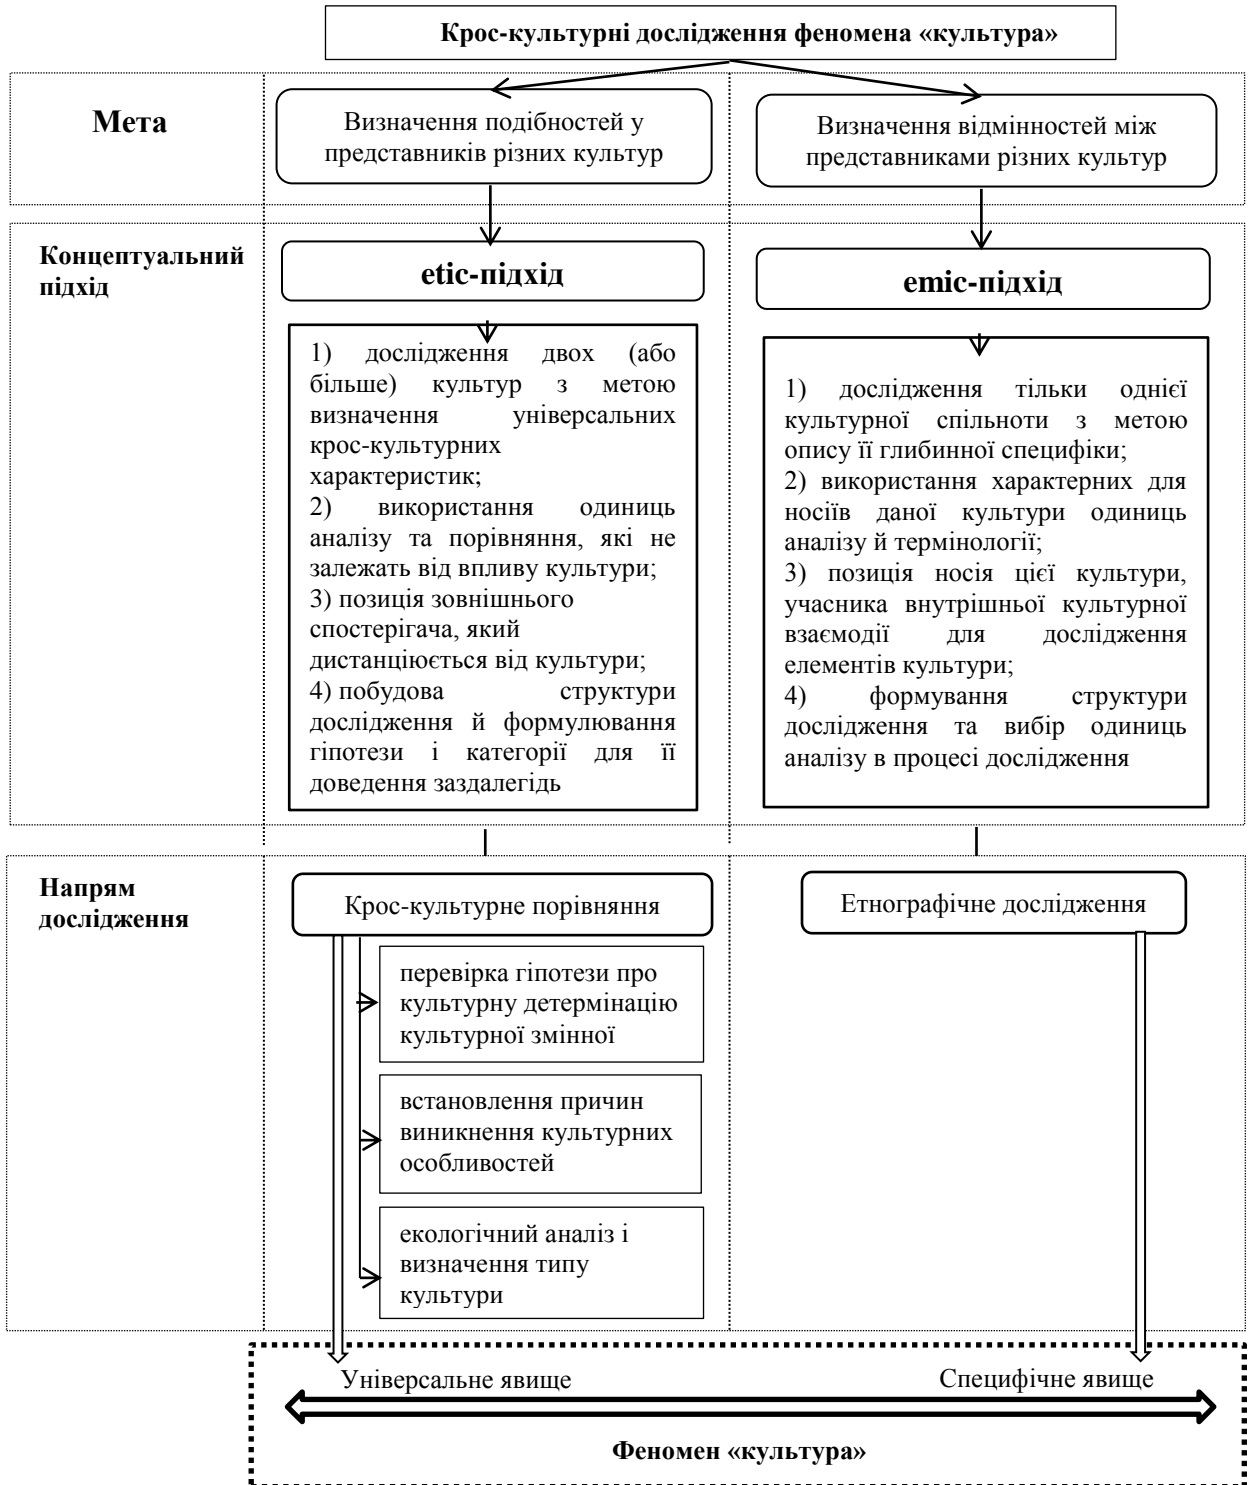 Крос-культурні дослідження феномена «культура»
Мета
Визначення подібностей у
представників різних культур
Визначення відмінностей між
представниками різних культур
Концептуальний
підхід
etic-підхід
emic-підхід
1) дослідження двох (або
більше) культур з метою
визначення універсальних
крос-культурних
характеристик;
2) використання одиниць
аналізу та порівняння, які не
залежать від впливу культури;
3) позиція зовнішнього
спостерігача, який
дистанціюється від культури;
4) побудова структури
дослідження й формулювання
гіпотези і категорії для її
доведення заздалегідь
1) дослідження тільки однієї
культурної спільноти з метою
опису її глибинної специфіки;
2) використання характерних для
носіїв даної культури одиниць
аналізу й термінології;
3) позиція носія цієї культури,
учасника внутрішньої культурної
взаємодії для дослідження
елементів культури;
4) формування структури
дослідження та вибір одиниць
аналізу в процесі дослідження
Напрям
дослідження
Крос-культурне порівняння
Етнографічне дослідження
перевірка гіпотези про
культурну детермінацію
культурної змінної
встановлення причин
виникнення культурних
особливостей
екологічний аналіз і
визначення типу
культури
Універсальне явище
Специфічне явище
Феномен «культура»